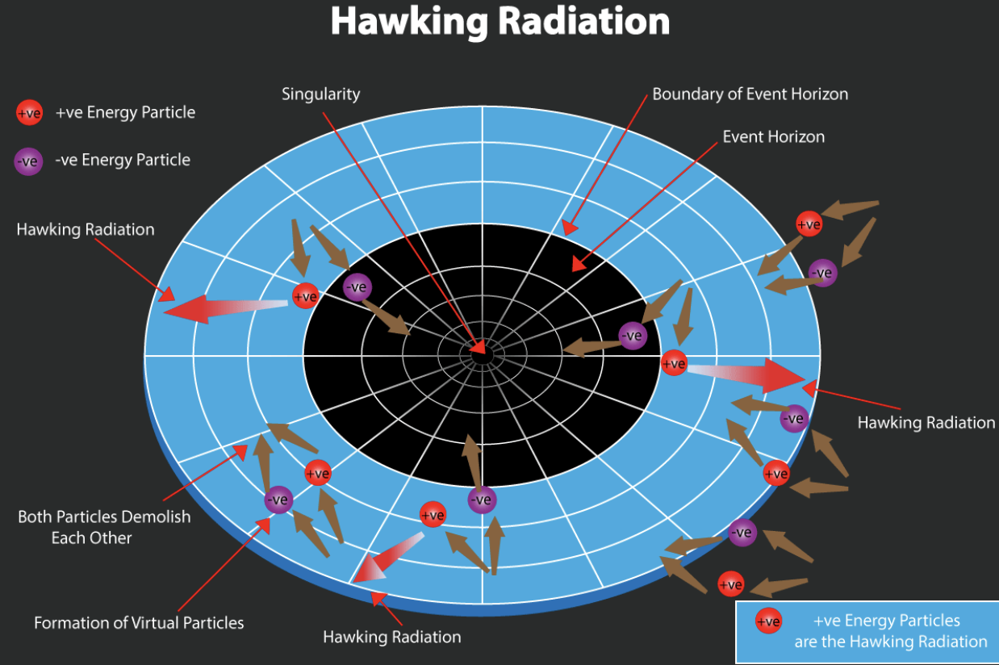 Hawking Radiation
Singularity
Boundary of Event Horizon
+ve +ve Energy Particle
Event Horizon
-ve -ve Energy Particle
Hawking Radiation
+ve
-ve
-ve
+ve
-ve
+ve
+ve
-ve
Hawking Radiation
+ve
+ve
-ve
-ve
+ve
Both Particles Demolish
Each Other
-ve
+ve
Formation of Virtual Particles
Hawking Radiation
+ve +ve Energy Particles
are the Hawking Radiation